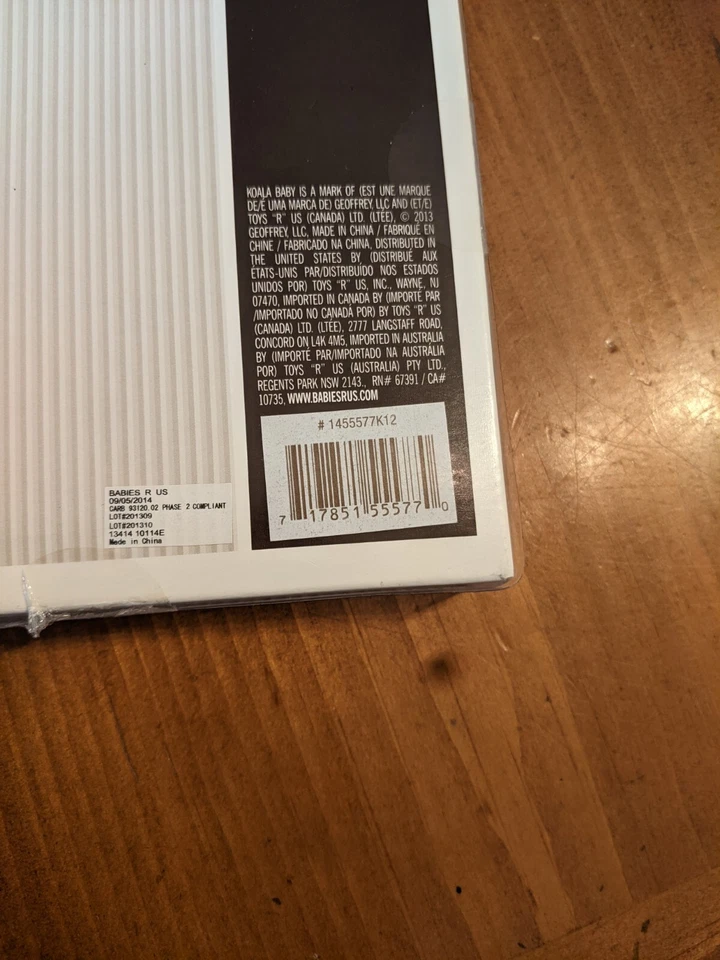 KOALA BABY IS A MARK OF (EST UNE MARQUE
DE/É UMA MARCA DE) GEOFFREY, LLC AND (ET/E)
TOYS "R" US (CANADA) LTD. (LTÉE), © 2013
GEOFFREY, LLC, MADE IN CHINA / FABRIQUÉ EN
CHINE / FABRICADO NA CHINA, DISTRIBUTED IN
THE UNITED STATES BY (DISTRIBUÉ AUX
ÉTATS-UNIS PAR/DISTRIBUÍDO NOS ESTADOS
UNIDOS POR) TOYS "R" US, INC., WAYNE, NJ
07470, IMPORTED IN CANADA BY (IMPORTÉ PAR
/IMPORTADO NO CANADÁ POR) BY TOYS "R" US
(CANADA) LTD. (LTÉE), 2777 LANGSTAFF ROAD,
CONCORD ON L4K 4M5, IMPORTED IN AUSTRALIA
BY (IMPORTÉ PAR/IMPORTADO NA AUSTRÁLIA
POR) TOYS "R" US (AUSTRALIA) PTY LTD.,
REGENTS PARK NSW 2143., RN# 67391 / CA#
10735, WWW.BABIESRUS.COM
# 1455577K12
7 17851 55577 0
BABIES R US
09/05/2014
CARB 93120.02 PHASE 2 COMPLIANT
LOT#201309
LOT#201310
13414 10114E
Made in China